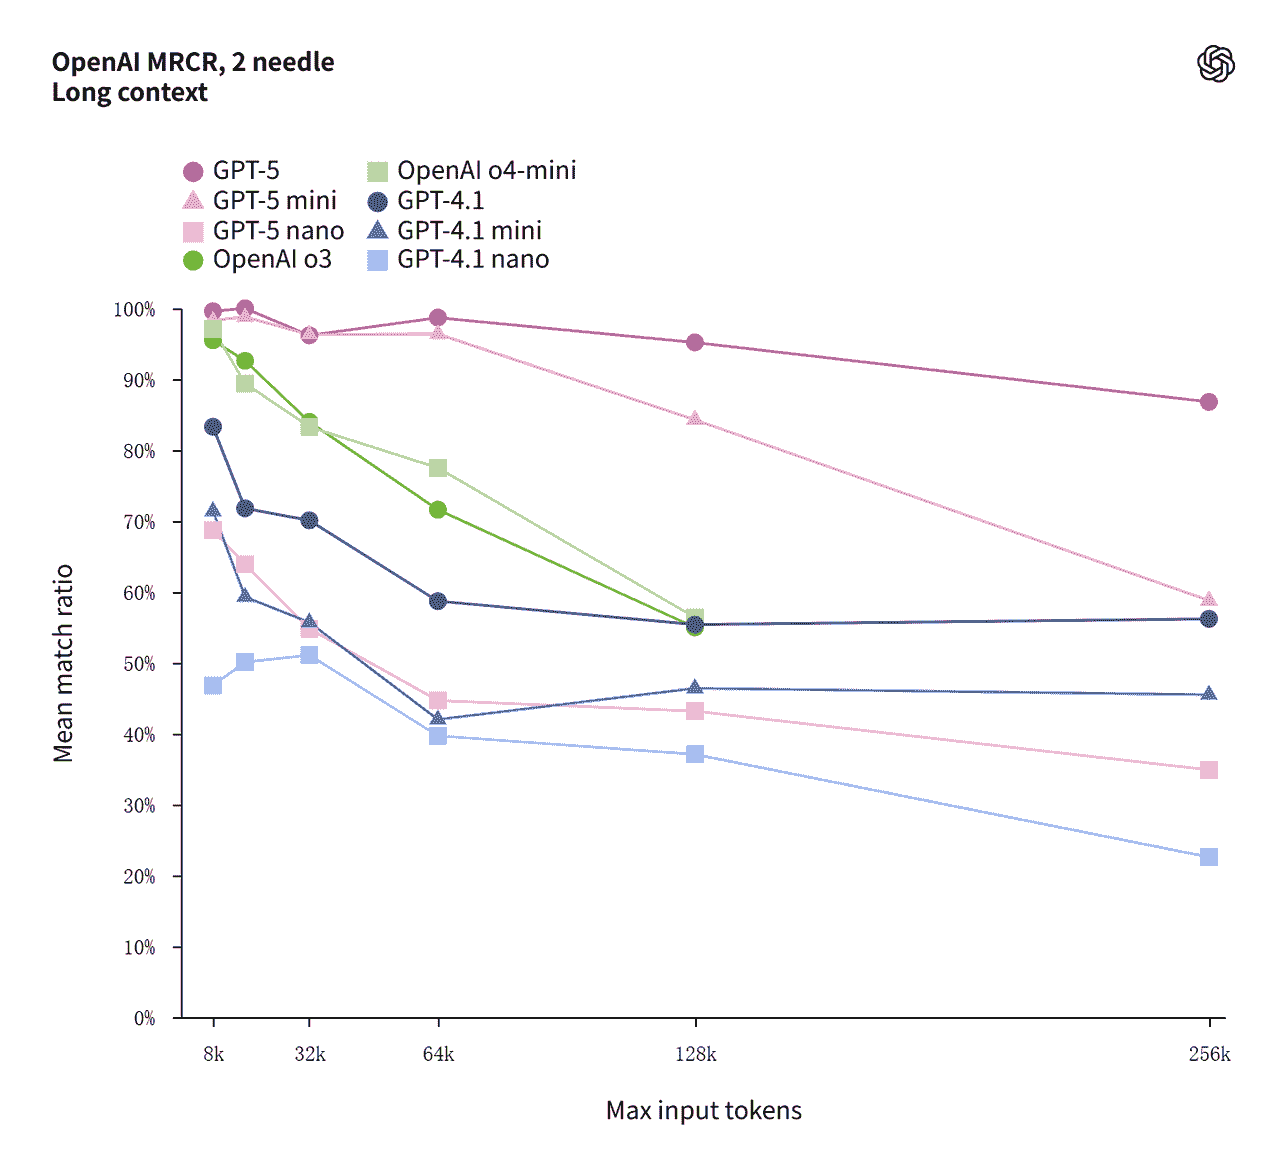 OpenAI MRCR, 2 needle
Long context
GPT-5
GPT-5 mini
GPT-5 nano
OpenAI o3
OpenAI o4-mini
GPT-4.1
GPT-4.1 mini
GPT-4.1 nano
Mean match ratio
100%
90%
80%
70%
60%
50%
40%
30%
20%
10%
0%
8k 32k 64k 128k 256k
Max input tokens